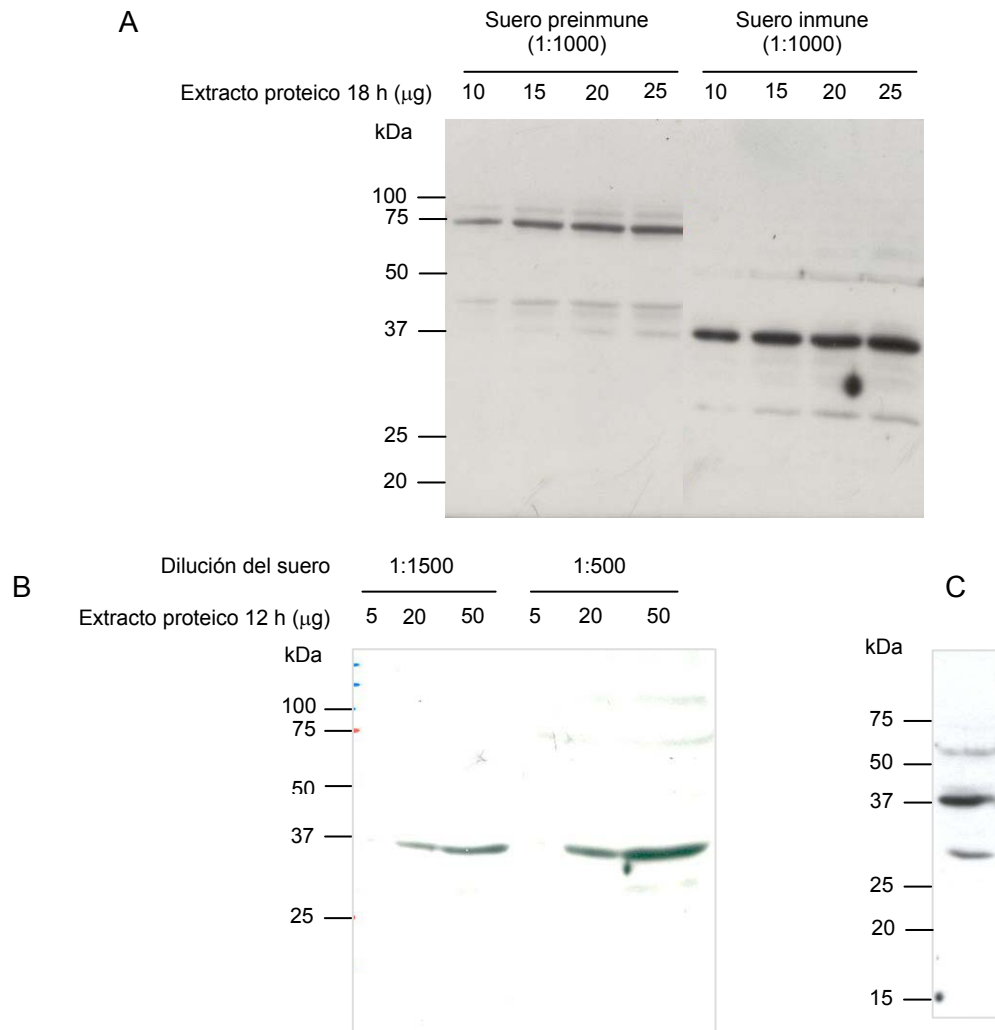 A
Suero preinmune
(1:1000)
Suero inmune
(1:1000)
Extracto proteico 18 h (µg) 10 15 20 25 10 15 20 25
kDa
100
75
50
37
25
20
B
Dilución del suero 1:1500 1:500
Extracto proteico 12 h (µg) 5 20 50 5 20 50
kDa
100
75
50
37
25
C
kDa
75
50
37
25
20
15